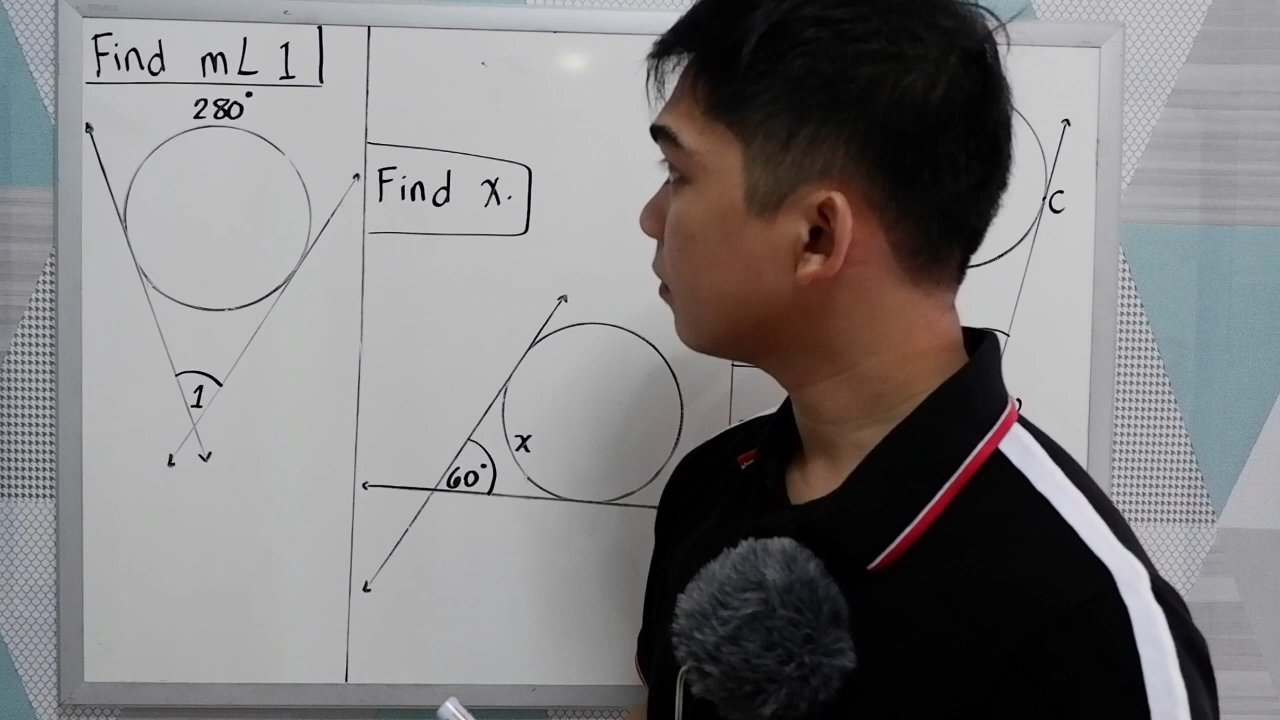 Find m∠ 1
280°
1
Find x.
x
60°
C